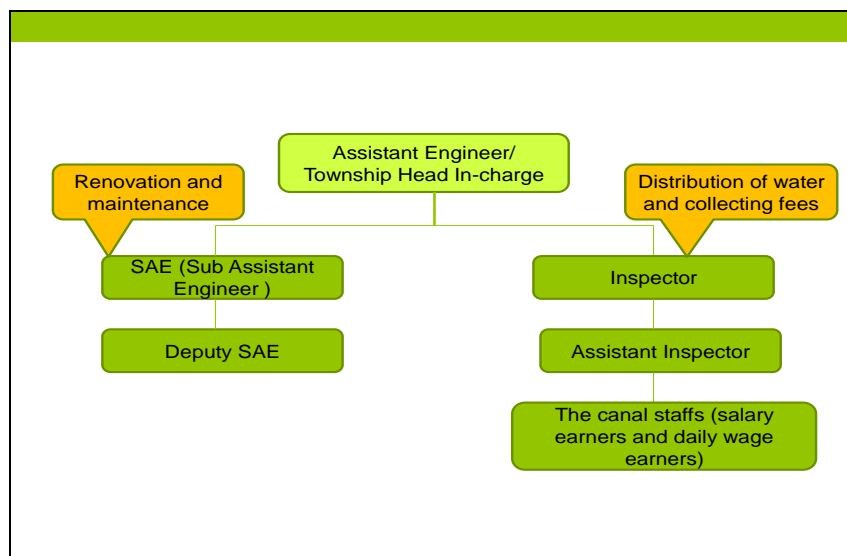 Assistant Engineer/
Township Head In-charge
Renovation and
maintenance
Distribution of water
and collecting fees
SAE (Sub Assistant
Engineer )
Inspector
Deputy SAE
Assistant Inspector
The canal staffs (salary
earners and daily wage
earners)